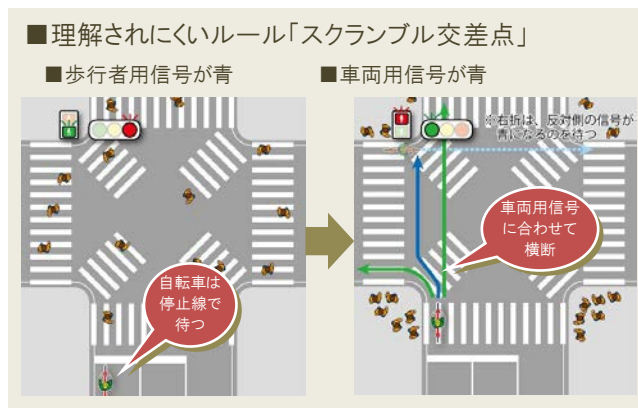 ■理解されにくいルール「スクランブル交差点」
■歩行者用信号が青
■車両用信号が青
※右折は、反対側の信号が
青になるのを待つ
車両用信号
に合わせて
横断
自転車は
停止線で
待つ